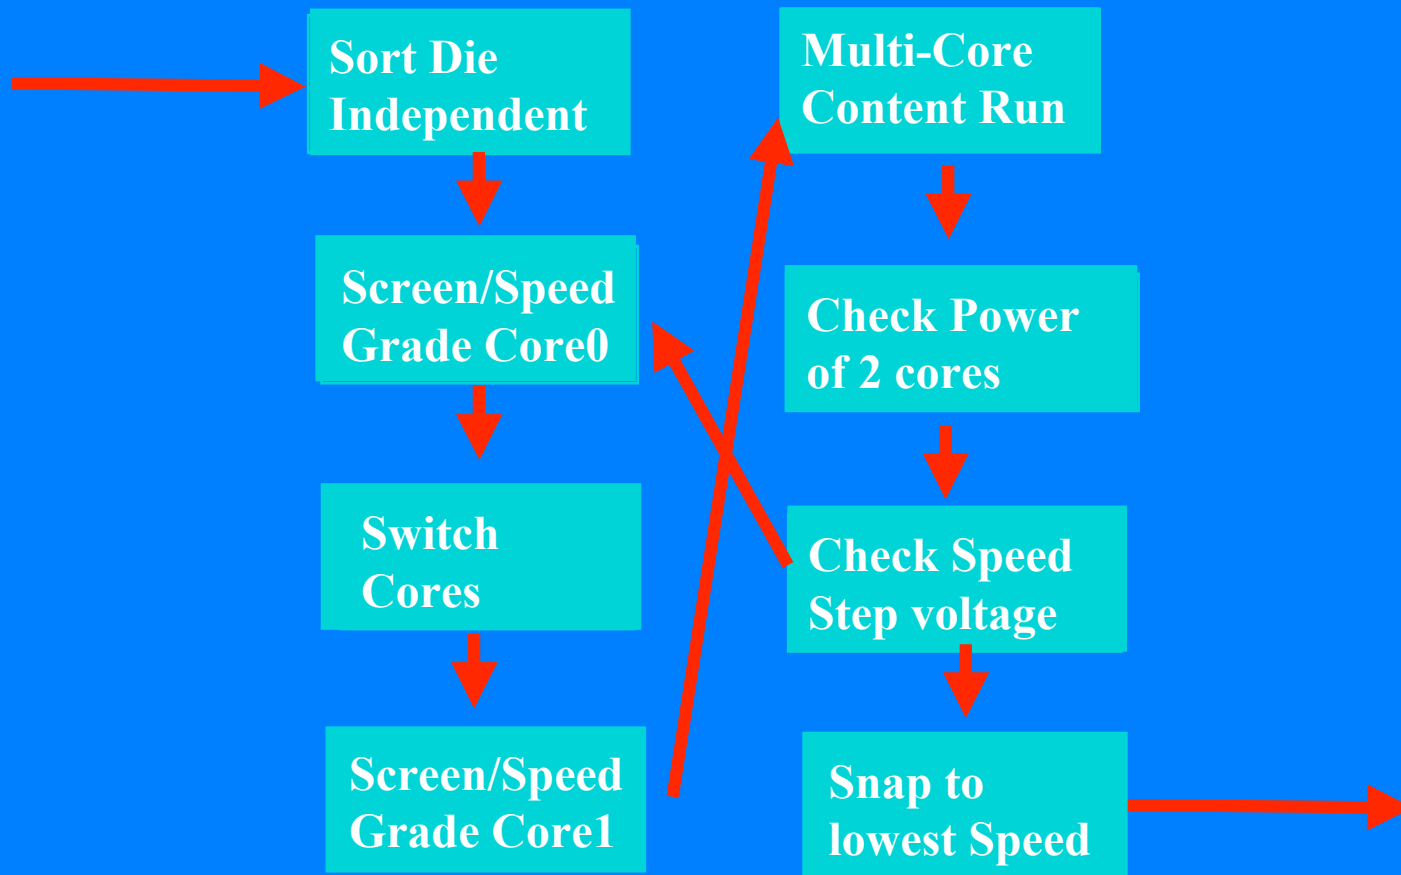 Sort Die
Independent
Screen/Speed
Grade Core0
Switch
Cores
Screen/Speed
Grade Core1
Multi-Core
Content Run
Check Power
of 2 cores
Check Speed
Step voltage
Snap to
lowest Speed